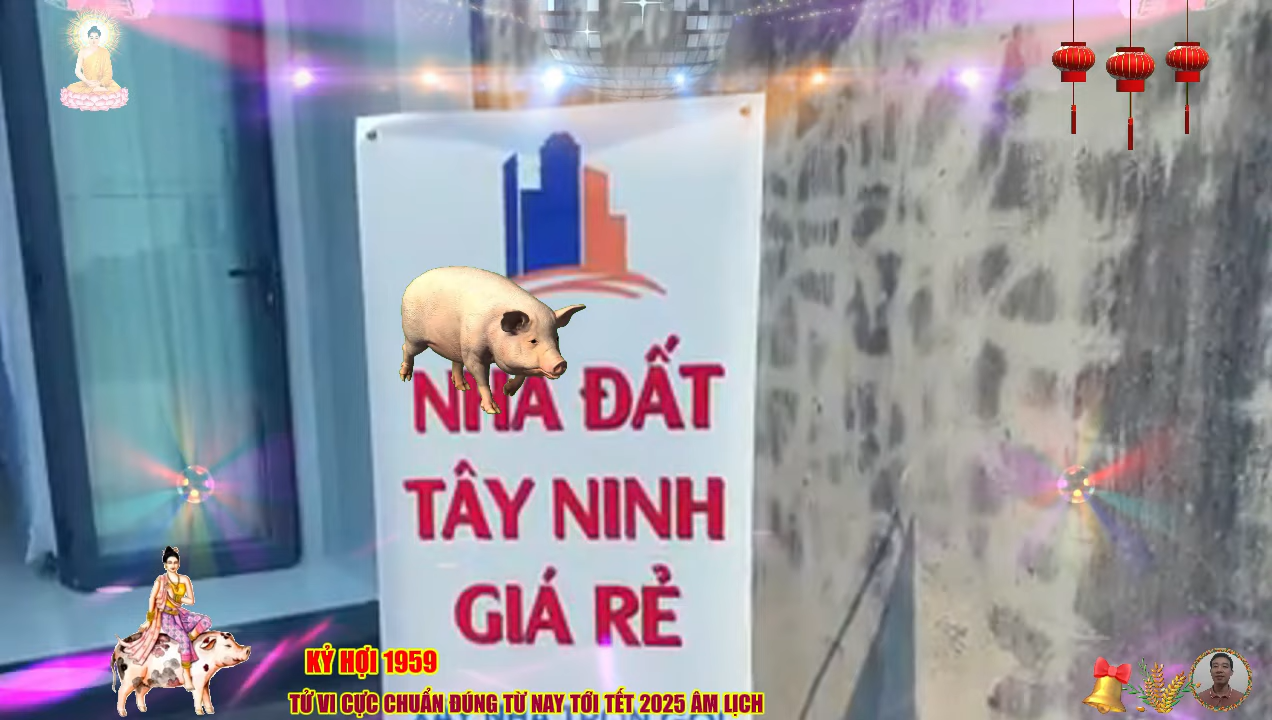 NHÀ ĐẤT
TÂY NINH
GIÁ RẺ
KỶ HỢI 1959
TỬ VI CỰC CHUẨN ĐÚNG TỪ NAY TỚI TẾT 2025 ÂM LỊCH